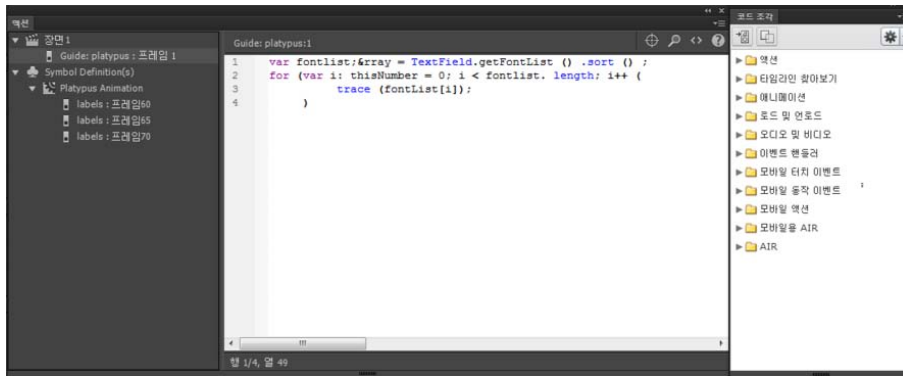 액션
장면1
Guide: platypus : 프레임 1
Symbol Definition(s)
Platypus Animation
labels : 프레임60
labels : 프레임65
labels : 프레임70
Guide: platypus:1
1 var fontlist;&rray = TextField.getFontList () .sort () ;
2 for (var i: thisNumber = 0; i < fontlist. length; i++ (
3 trace (fontList[i]);
4 )
행 1/4, 열 49
코드 조각
액션
타임라인 찾아보기
애니메이션
로드 및 언로드
오디오 및 비디오
이벤트 핸들러
모바일 터치 이벤트
모바일 동작 이벤트
모바일 액션
모바일용 AIR
AIR